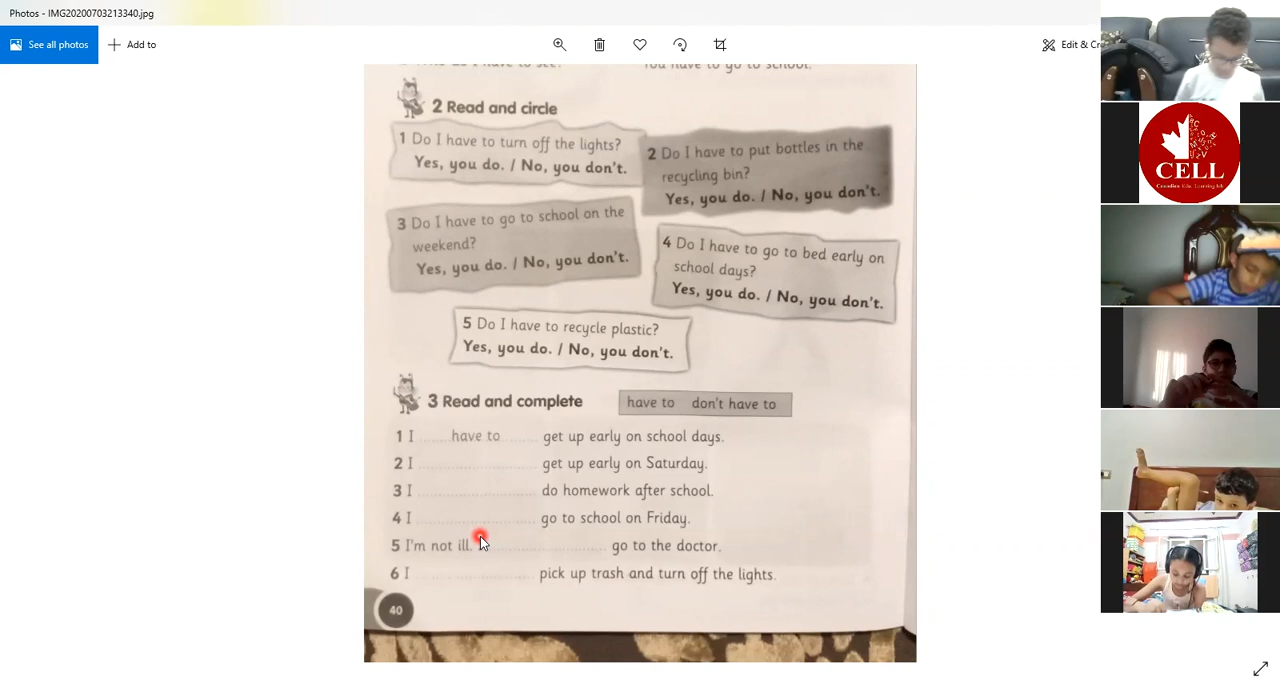 Photos - IMG20200703213340.jpg
See all photos
Add to
Edit & Cr
You have to go to school.
2 Read and circle
1 Do I have to turn off the lights?
Yes, you do. / No, you don't.
2 Do I have to put bottles in the
recycling bin?
Yes, you do. / No, you don't.
3 Do I have to go to school on the
weekend?
Yes, you do. / No, you don't.
4 Do I have to go to bed early on
school days?
Yes, you do. / No, you don't.
5 Do I have to recycle plastic?
Yes, you do. / No, you don't.
3 Read and complete
have to don't have to
1 I ........ have to ........ get up early on school days.
2 I ........................ get up early on Saturday.
3 I ........................ do homework after school.
4 I ........................ go to school on Friday.
5 I'm not ill. ........................ go to the doctor.
6 I ........................ pick up trash and turn off the lights.
40
CELL